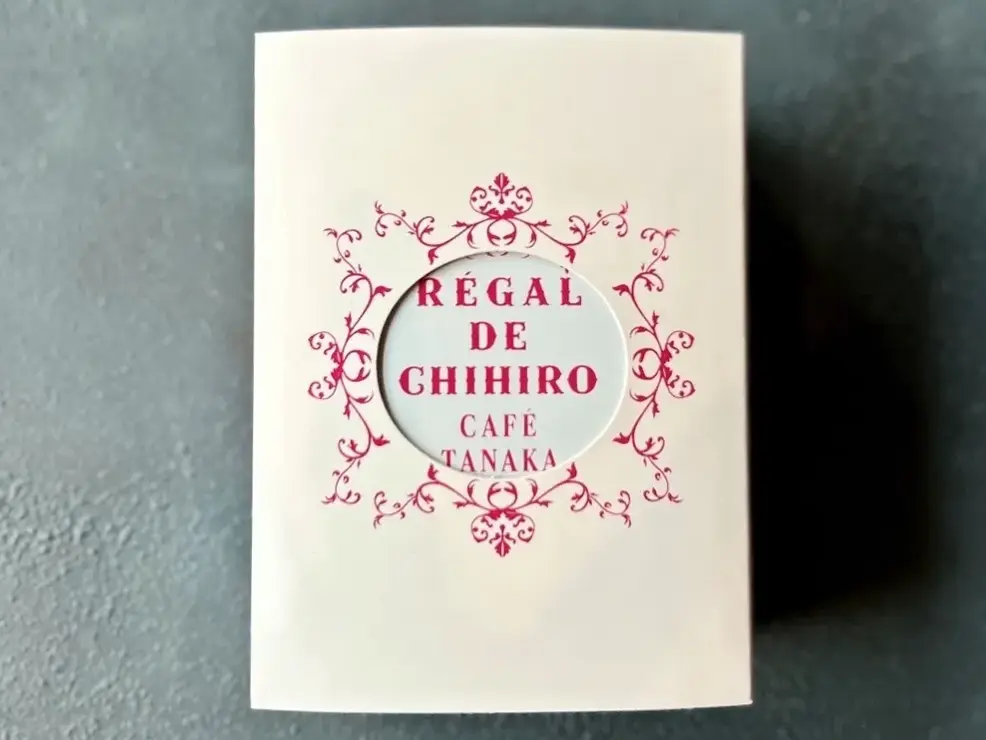 RÉGAL
DE
CHIHIRO
CAFÉ
TANAKA